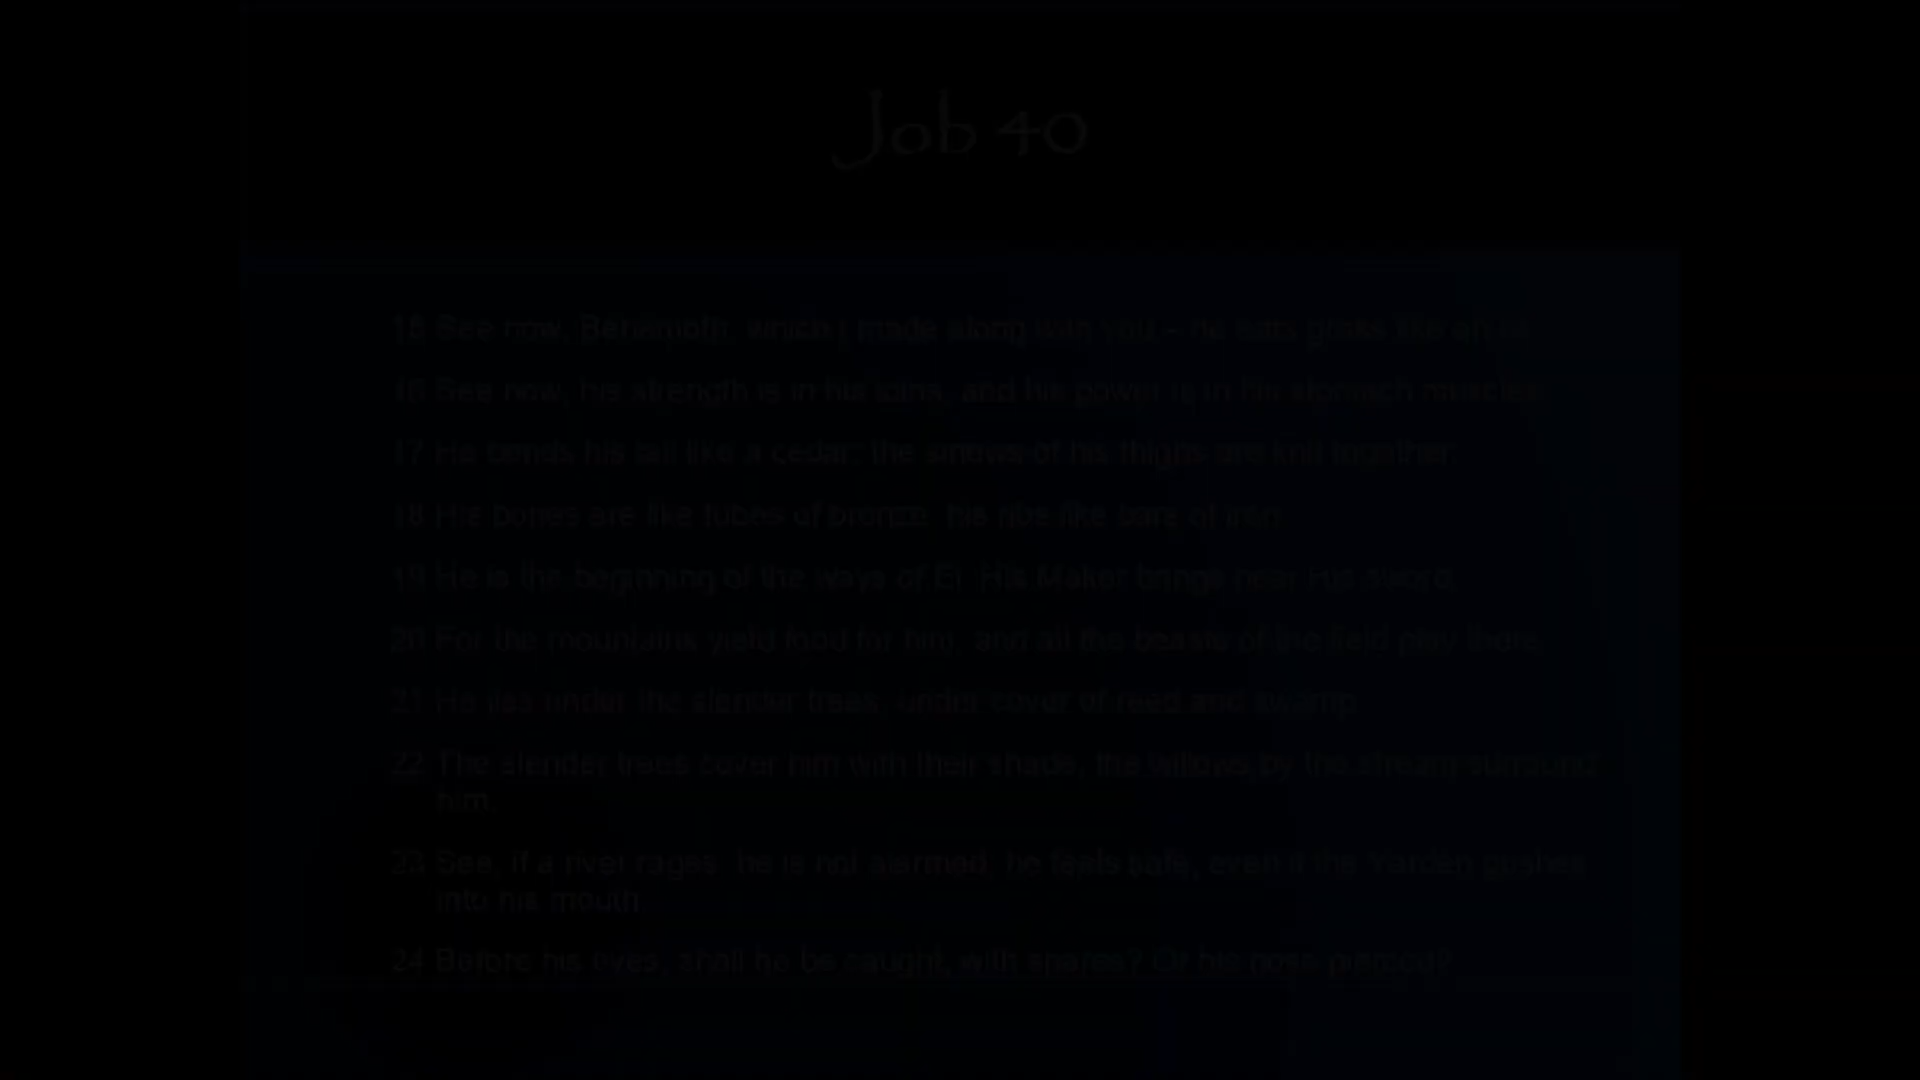 Job 40
15 See now, Behemoth, which I made along with you – he eats grass like an ox.
16 See now, his strength is in his loins, and his power is in his stomach muscles.
17 He bends his tail like a cedar; the sinews of his thighs are knit together.
18 His bones are like tubes of bronze, his ribs like bars of iron.
19 He is the beginning of the ways of El. His Maker brings near His sword.
20 For the mountains yield food for him, and all the beasts of the field play there.
21 He lies under the slender trees, under cover of reed and swamp.
22 The slender trees cover him with their shade, the willows by the stream surround
him.
23 See, if a river rages, he is not alarmed; he feels safe, even if the Yarden gushes
into his mouth.
24 Before his eyes, shall he be caught, with snares? Or his nose pierced?